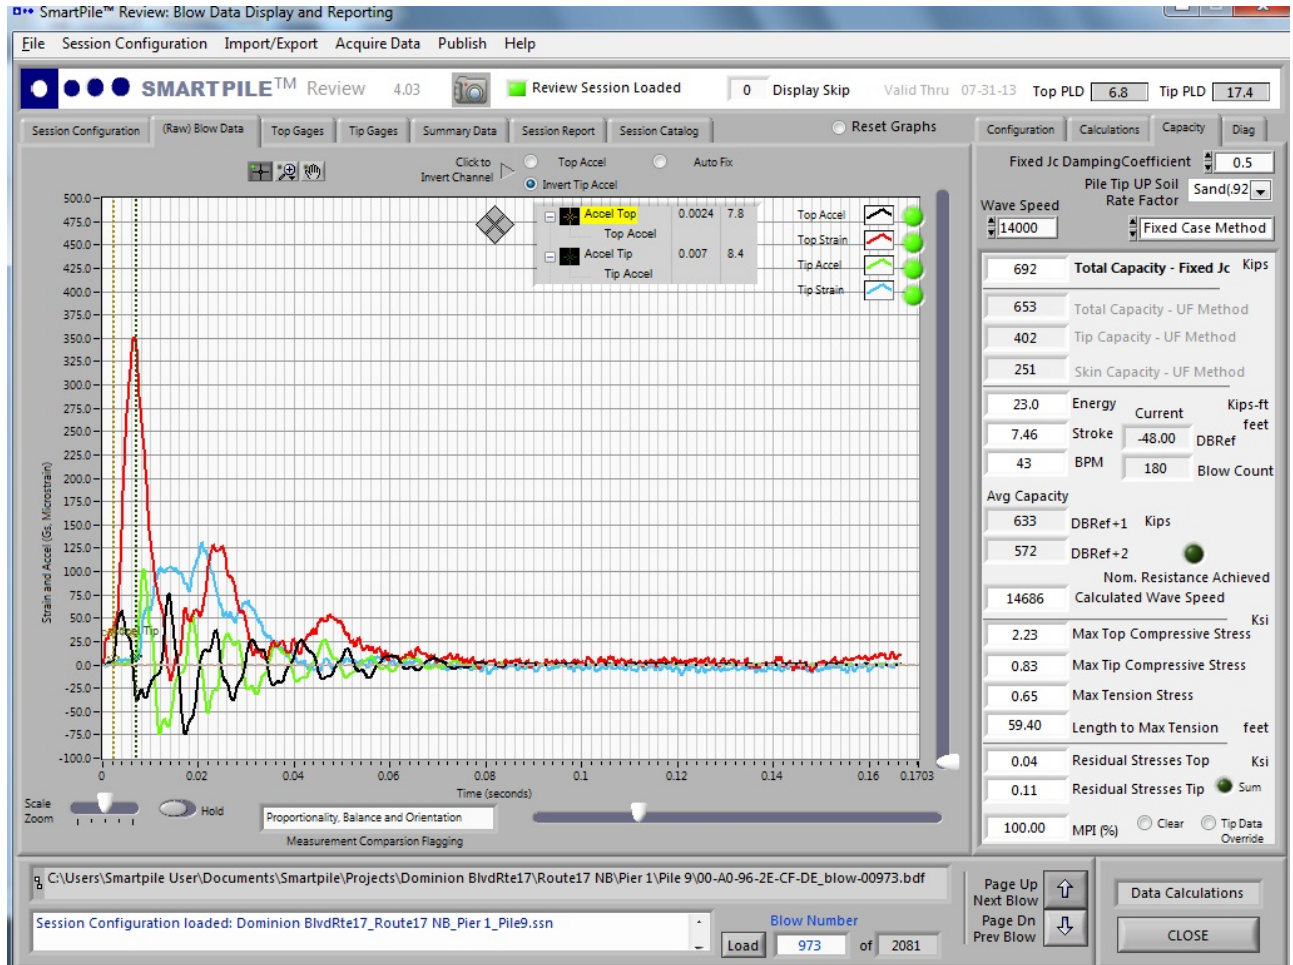 SmartPile™ Review: Blow Data Display and Reporting
File Session Configuration Import/Export Acquire Data Publish Help
SMARTPILE™ Review 4.03 Review Session Loaded 0 Display Skip Valid Thru 07-31-13 Top PLD 6.8 Tip PLD 17.4
Session Configuration (Raw) Blow Data Top Gages Tip Gages Summary Data Session Report Session Catalog Reset Graphs
Click to Invert Channel Top Accel Auto Fix
Invert Tip Accel
Accel Top 0.0024 7.8
Top Accel
Accel Tip 0.007 8.4
Tip Accel
Top Accel
Top Strain
Tip Accel
Tip Strain
500.0
475.0
450.0
425.0
400.0
375.0
350.0
325.0
300.0
275.0
250.0
225.0
200.0
175.0
150.0
125.0
100.0
75.0
50.0
25.0
0.0
-25.0
-50.0
-75.0
-100.0
Strain and Accel (Gs, Microstrain)
Tip
0 0.02 0.04 0.06 0.08 0.1 0.12 0.14 0.16 0.1703
Time (seconds)
Scale Zoom
Hold
Proportionality, Balance and Orientation
Measurement Comparsion Flagging
Configuration Calculations Capacity Diag
Fixed Jc DampingCoefficient 0.5
Pile Tip UP Soil Rate Factor Sand(.92
Wave Speed
14000 Fixed Case Method
692 Total Capacity - Fixed Jc Kips
653 Total Capacity - UF Method
402 Tip Capacity - UF Method
251 Skin Capacity - UF Method
23.0 Energy Kips-ft
Current
7.46 Stroke feet
-48.00 DBRef
43 BPM 180 Blow Count
Avg Capacity
633 DBRef+1 Kips
572 DBRef+2
Nom. Resistance Achieved
14686 Calculated Wave Speed
Ksi
2.23 Max Top Compressive Stress
0.83 Max Tip Compressive Stress
0.65 Max Tension Stress
59.40 Length to Max Tension feet
0.04 Residual Stresses Top Ksi
0.11 Residual Stresses Tip Sum
100.00 MPI (%) Clear Tip Data Override
C:\Users\Smartpile User\Documents\Smartpile\Projects\Dominion BlvdRte17\Route17 NB\Pier 1\Pile 9\00-A0-96-2E-CF-DE_blow-00973.bdf
Session Configuration loaded: Dominion BlvdRte17_Route17 NB_Pier 1_Pile9.ssn
Blow Number
Load 973 of 2081
Page Up
Next Blow
Page Dn
Prev Blow
Data Calculations
CLOSE